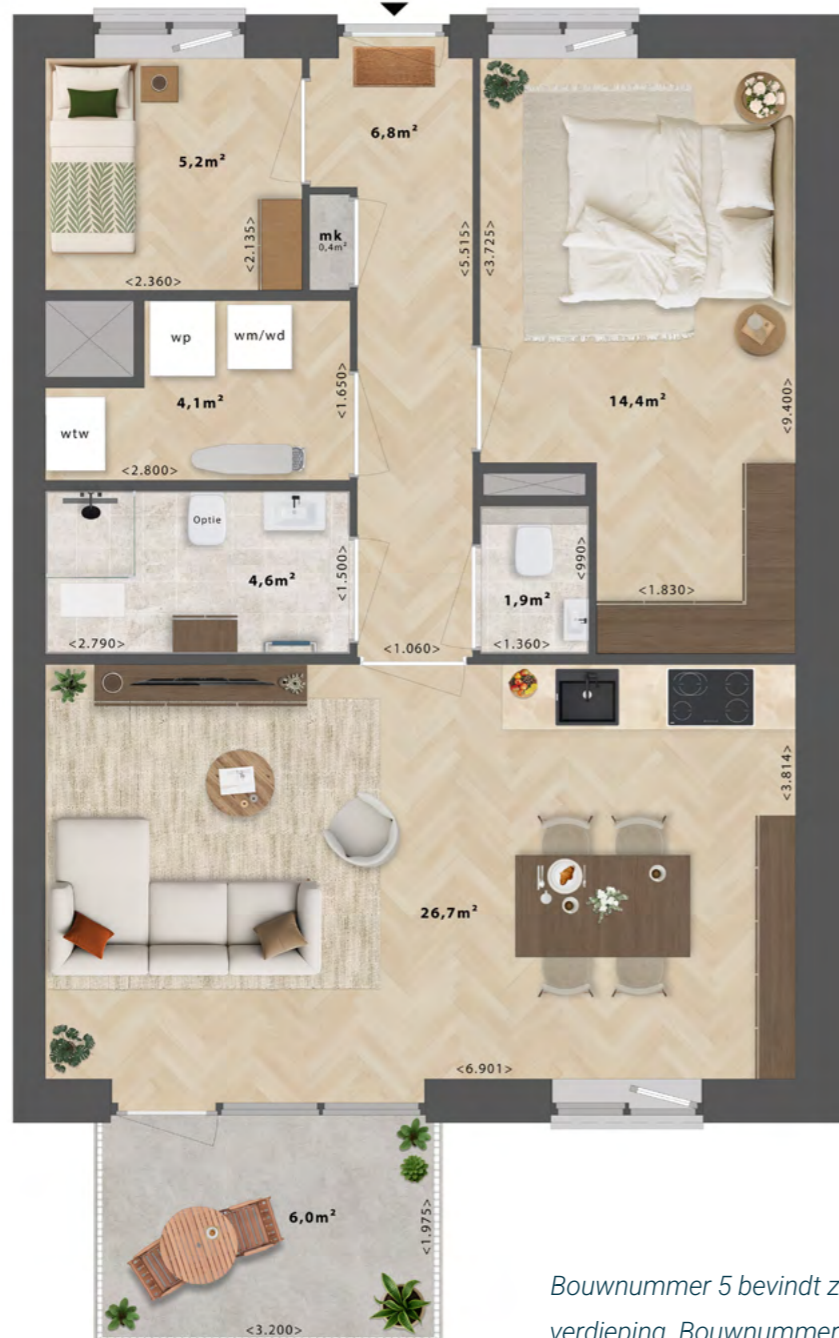 6,8m²
5,2m²
mk
0,4m²
<2.135>
<5.515>
<3.725>
<2.360>
wp
wm/wd
4,1m²
<1.650>
14,4m²
<9.400>
wtw
<2.800>
Optie
4,6m²
<1.500>
<990>
1,9m²
<1.830>
<2.790>
<1.060>
<1.360>
<3.814>
26,7m²
<6.901>
6,0m²
<1.975>
<3.200>
Bouwnummer 5 bevindt z
verdieping. Bouwnummer